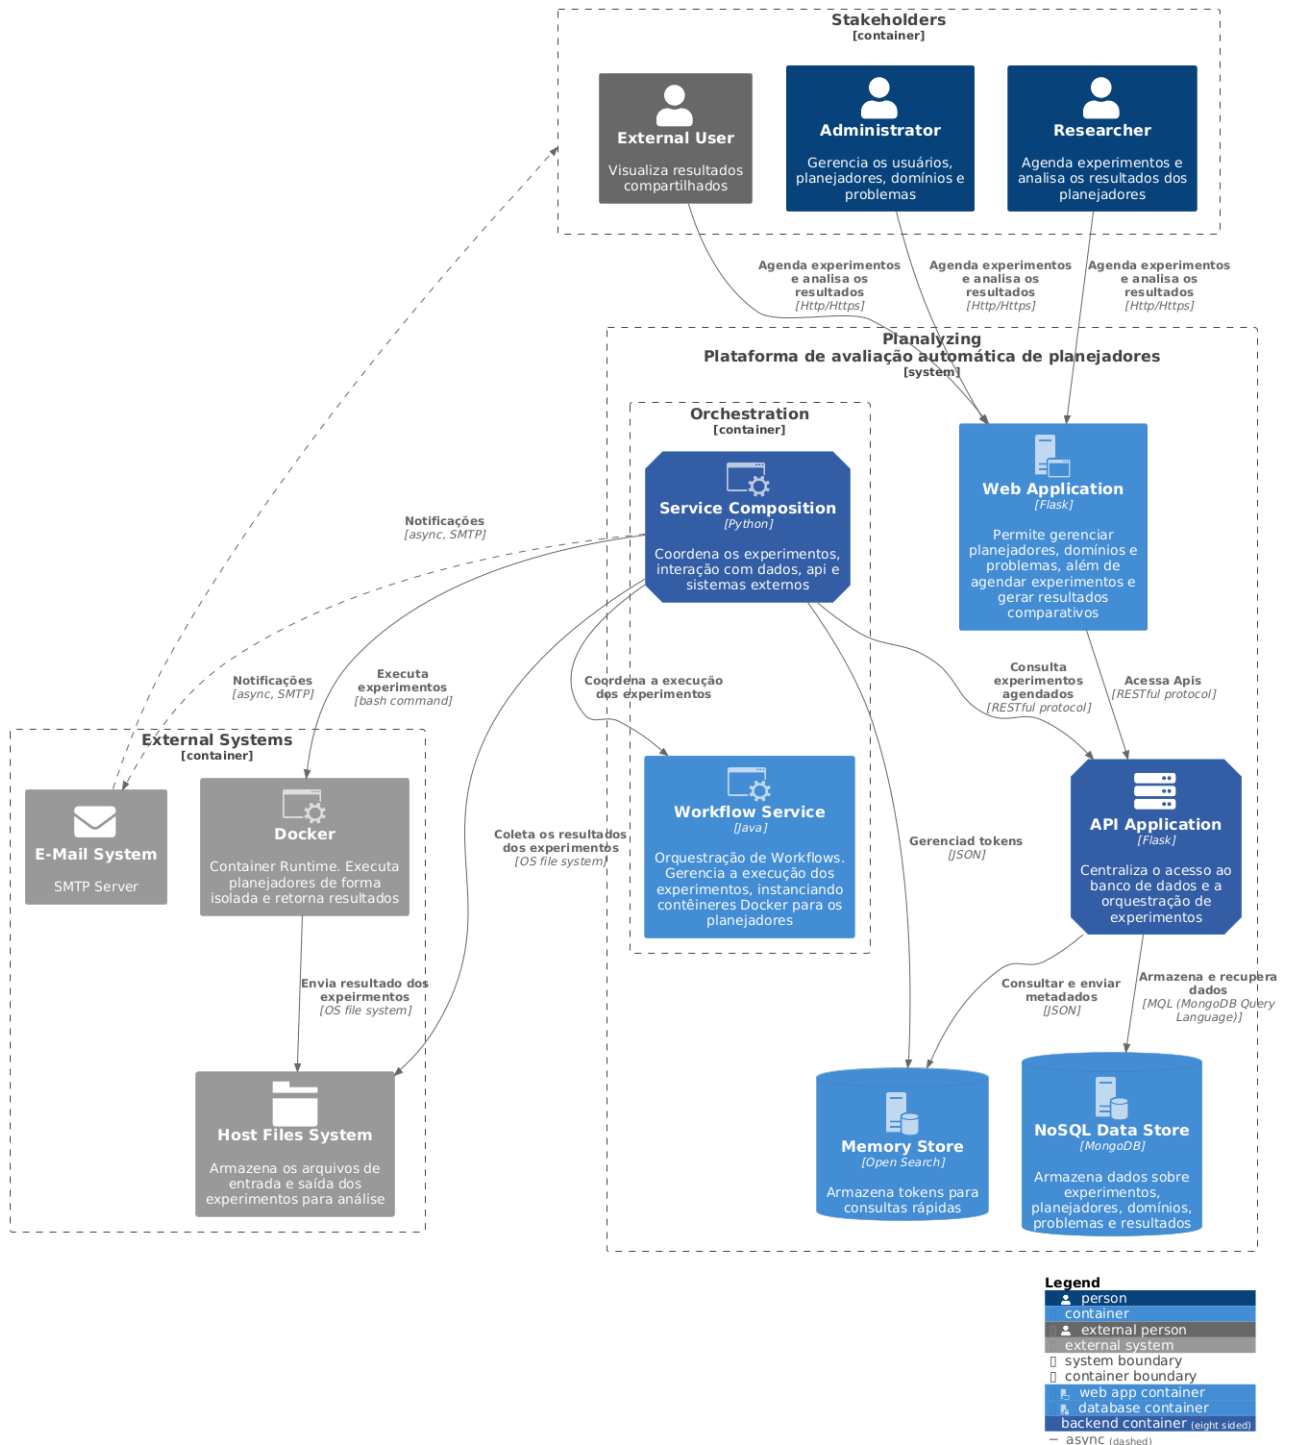 Stakeholders
[container]
External User
Visualiza resultados
compartilhados
Administrator
Gerencia os usuários,
planejadores, domínios e
problemas
Researcher
Agenda experimentos e
analisa os resultados dos
planejadores
Agenda experimentos
e analisa os
resultados
[Http/Https]
Agenda experimentos
e analisa os
resultados
[Http/Https]
Agenda experimentos
e analisa os
resultados
[Http/Https]
Planalyzing
Plataforma de avaliação automática de planejadores
[system]
Orchestration
[container]
Service Composition
[Python]
Coordena os experimentos,
interação com dados, api e
sistemas externos
Web Application
[Flask]
Permite gerenciar
planejadores, domínios e
problemas, além de
agendar experimentos e
gerar resultados
comparativos
Notificações
[async, SMTP]
Notificações
[async, SMTP]
Executa
experimentos
[bash command]
Coordena a execução
dos experimentos
Consulta
experimentos
agendados
[RESTful protocol]
Acessa Apis
[RESTful protocol]
External Systems
[container]
E-Mail System
SMTP Server
Docker
Container Runtime. Executa
planejadores de forma
isolada e retorna resultados
Coleta os resultados
dos experimentos
[OS file system]
Workflow Service
[Java]
Orquestração de Workflows.
Gerencia a execução dos
experimentos, instanciando
contêineres Docker para os
planejadores
Gerenciad tokens
[JSON]
API Application
[Flask]
Centraliza o acesso ao
banco de dados e a
orquestração de
experimentos
Envia resultado dos
expeirmentos
[OS file system]
Consultar e enviar
metadados
[JSON]
Armazena e recupera
dados
[MQL (MongoDB Query
Language)]
Host Files System
Armazena os arquivos de
entrada e saída dos
experimentos para análise
Memory Store
[Open Search]
Armazena tokens para
consultas rápidas
NoSQL Data Store
[MongoDB]
Armazena dados sobre
experimentos,
planejadores, domínios,
problemas e resultados
Legend
person
container
external person
external system
system boundary
container boundary
web app container
database container
backend container (eight sided)
async (dashed)